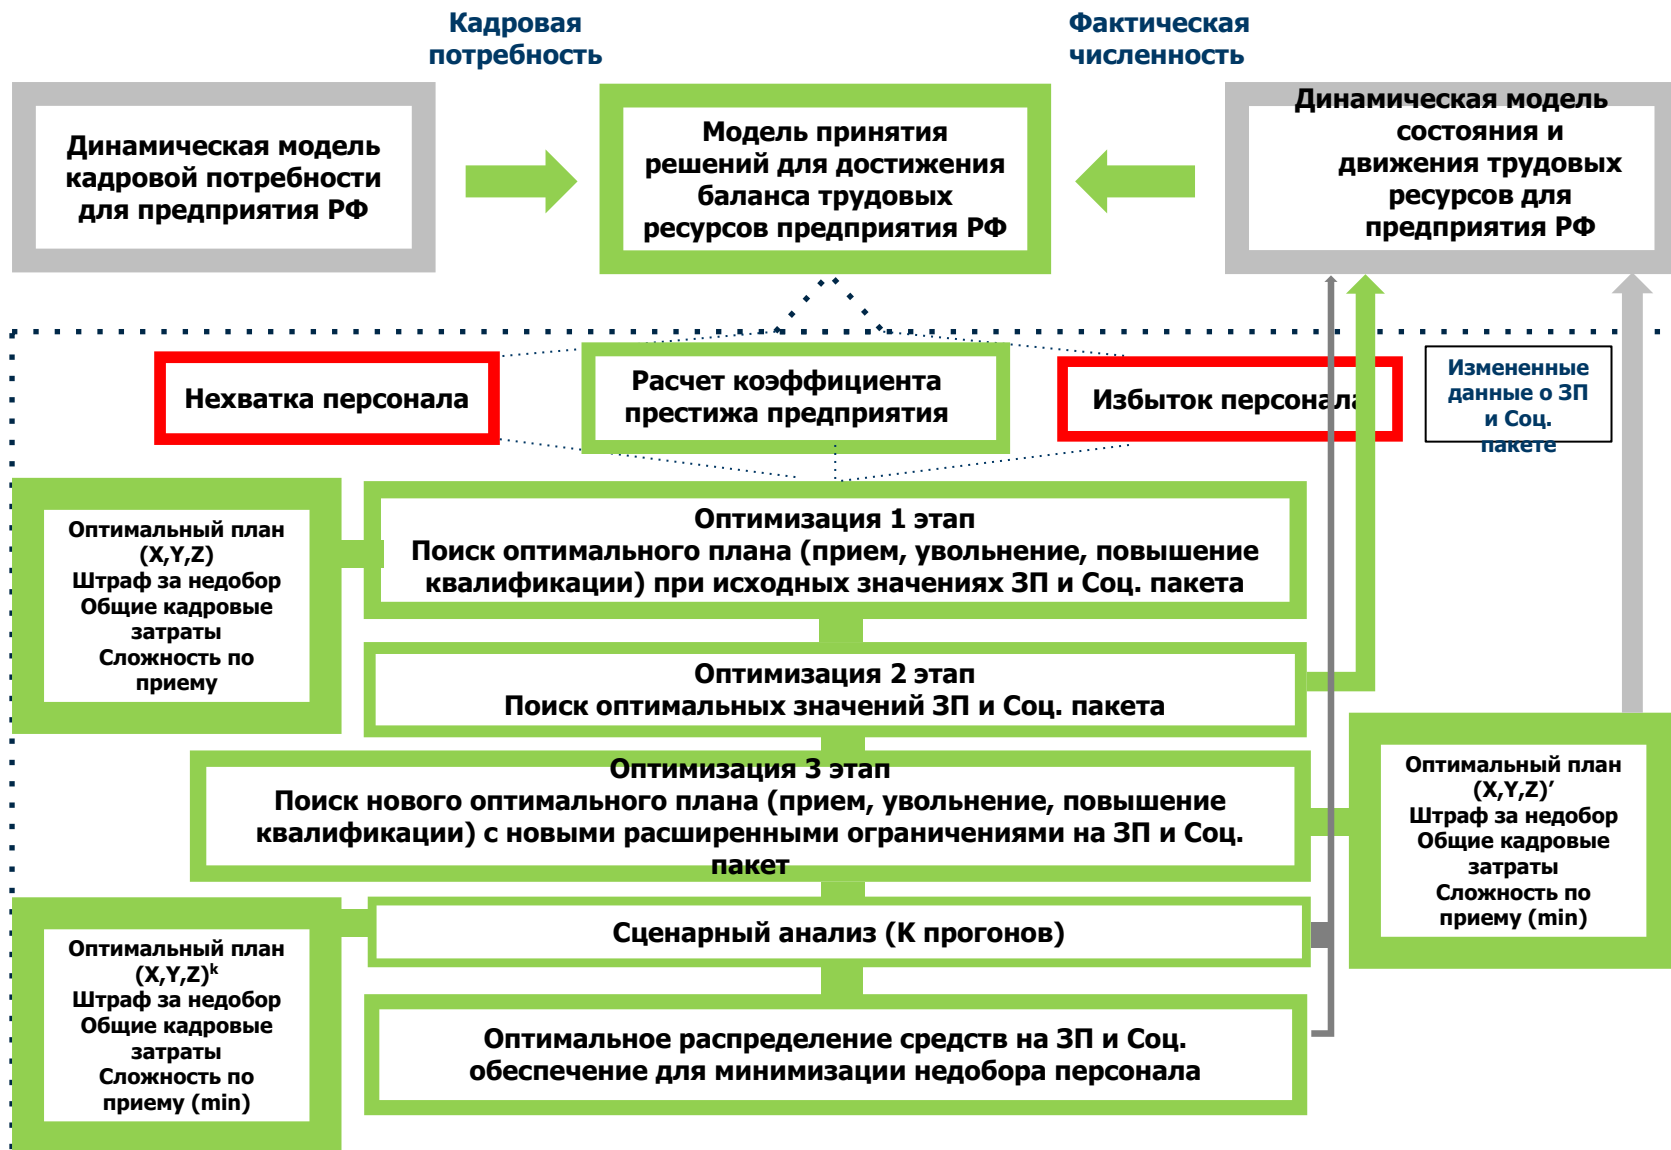 Кадровая
потребность
Фактическая
численность
Динамическая модель
кадровой потребности
для предприятия РФ
Модель принятия
решений для достижения
баланса трудовых
ресурсов предприятия РФ
Динамическая модель
состояния и
движения трудовых
ресурсов для
предприятия РФ
Нехватка персонала
Расчет коэффициента
престижа предприятия
Избыток персонала
Измененные
данные о ЗП
и Соц.
пакете
Оптимальный план
(X,Y,Z)
Штраф за недобор
Общие кадровые
затраты
Сложность по
приему
Оптимизация 1 этап
Поиск оптимального плана (прием, увольнение, повышение
квалификации) при исходных значениях ЗП и Соц. пакета
Оптимизация 2 этап
Поиск оптимальных значений ЗП и Соц. пакета
Оптимизация 3 этап
Поиск нового оптимального плана (прием, увольнение, повышение
квалификации) с новыми расширенными ограничениями на ЗП и Соц.
пакет
Оптимальный план
(X,Y,Z)’
Штраф за недобор
Общие кадровые
затраты
Сложность по
приему (min)
Оптимальный план
(X,Y,Z)ᵏ
Штраф за недобор
Общие кадровые
затраты
Сложность по
приему (min)
Сценарный анализ (К прогонов)
Оптимальное распределение средств на ЗП и Соц.
обеспечение для минимизации недобора персонала